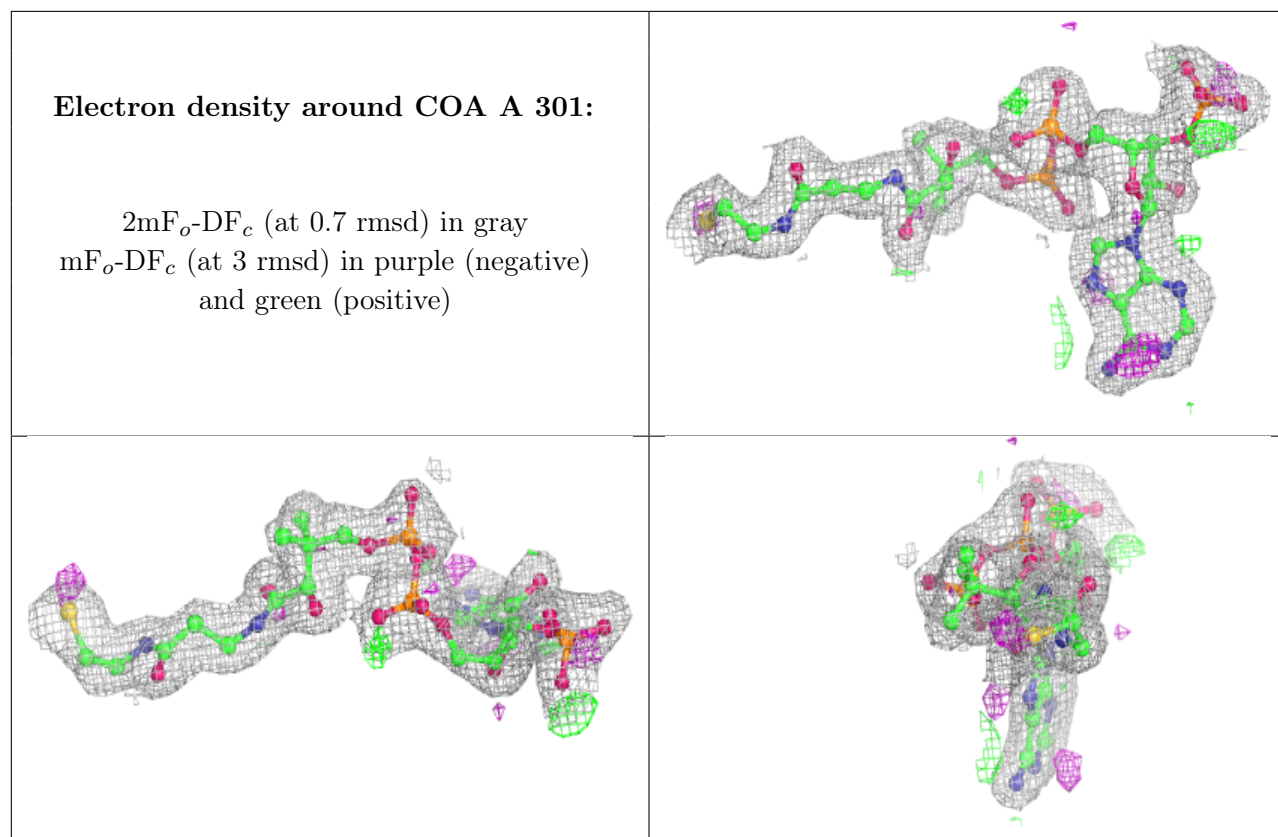 Electron density around COA A 301:
2mFₒ-DF𝒸 (at 0.7 rmsd) in gray
mFₒ-DF𝒸 (at 3 rmsd) in purple (negative)
and green (positive)